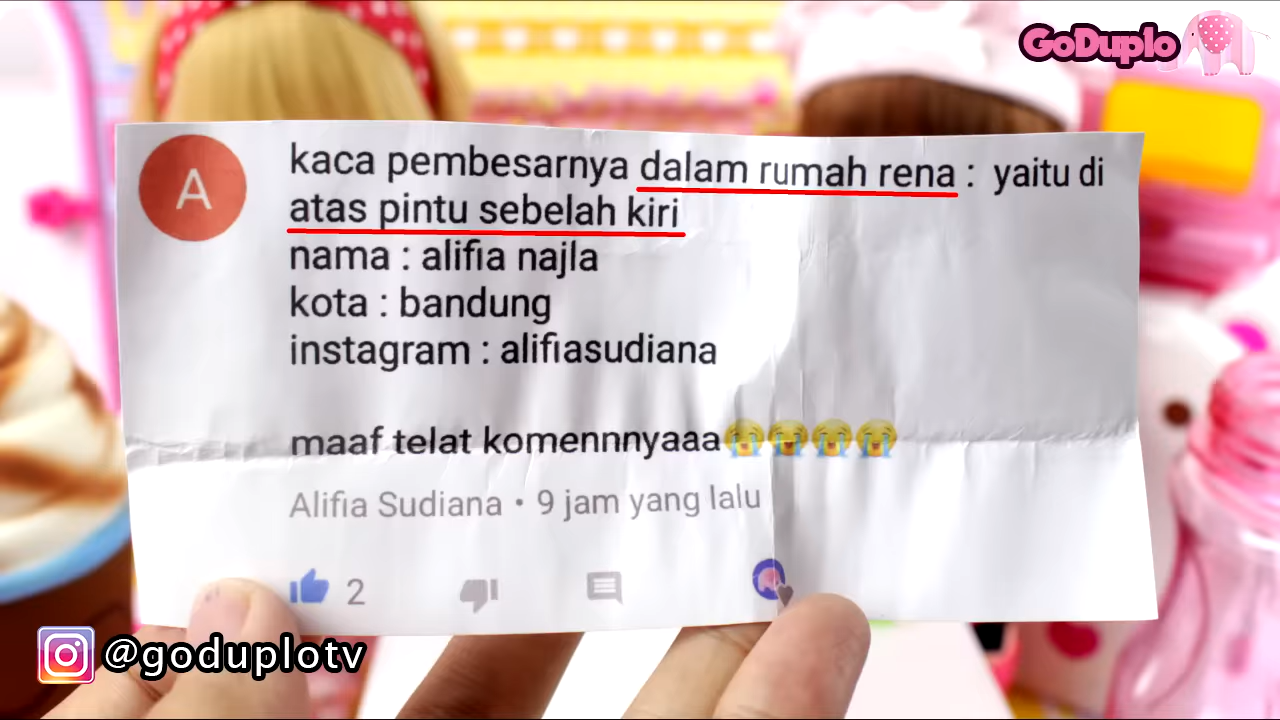 GoDuplo
A
kaca pembesarnya dalam rumah rena : yaitu di
atas pintu sebelah kiri
nama : alifia najla
kota : bandung
instagram : alifiasudiana
maaf telat komennnyaaa😭😭😭😭
Alifia Sudiana • 9 jam yang lalu
2
@goduplotv